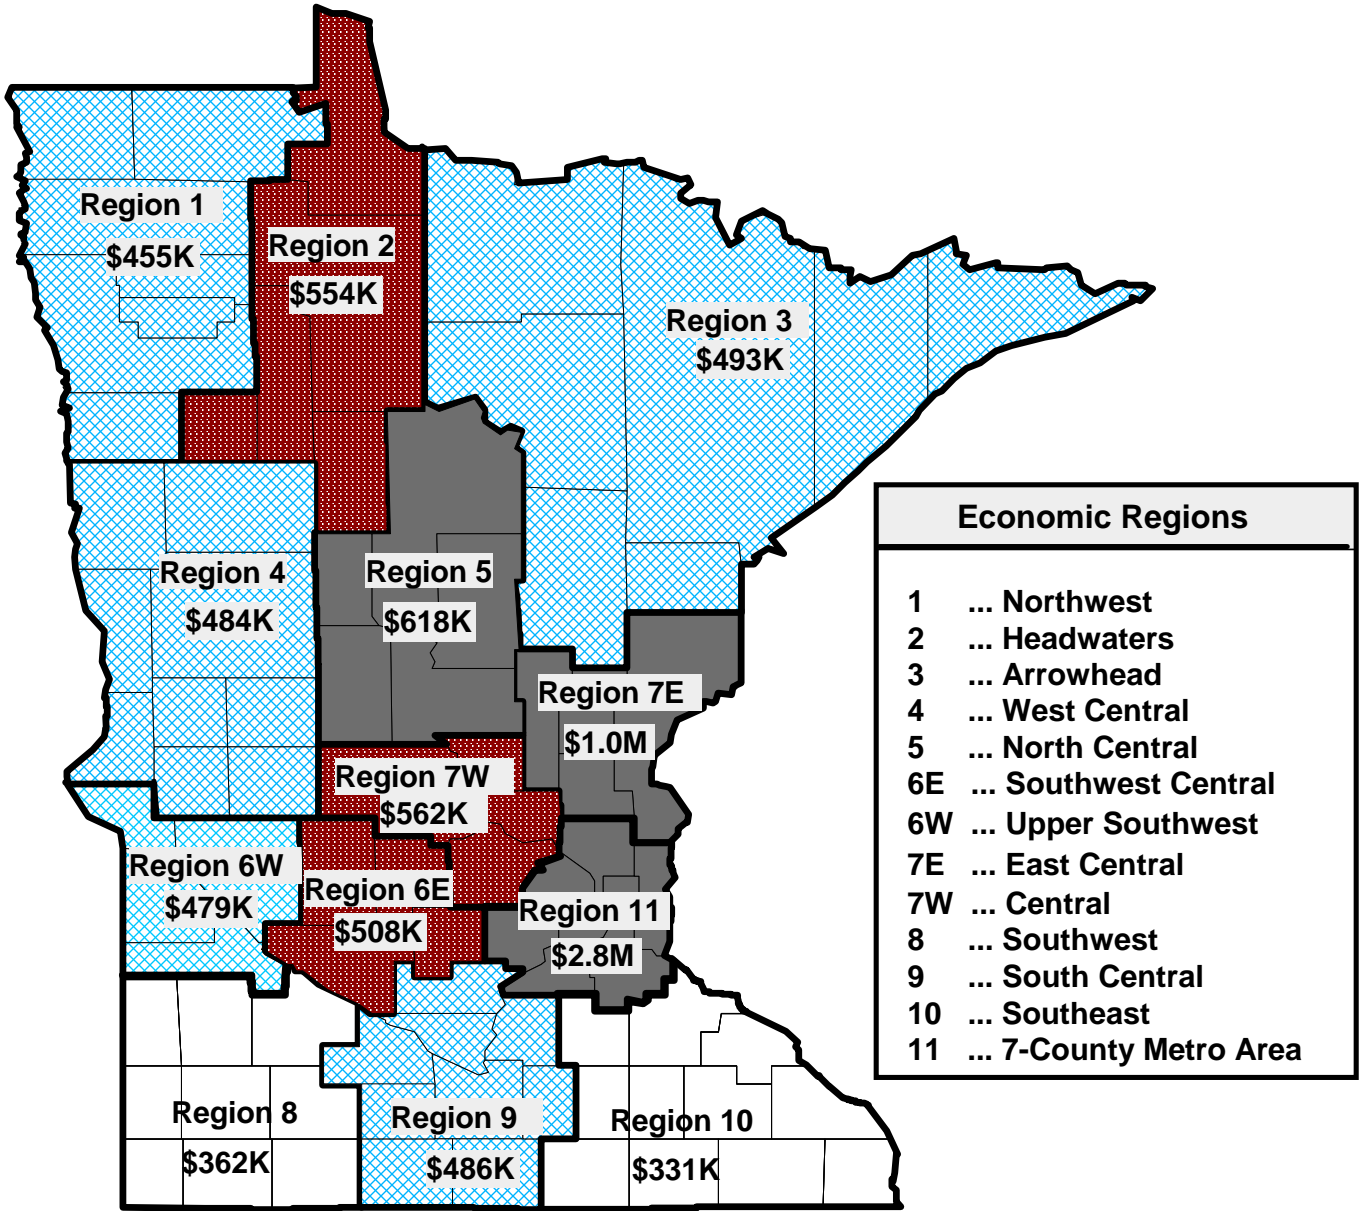 Region 1
$455K
Region 2
$554K
Region 3
$493K
Region 4
$484K
Region 5
$618K
Region 7E
$1.0M
Region 7W
$562K
Region 6W
$479K
Region 6E
$508K
Region 11
$2.8M
Region 8
$362K
Region 9
$486K
Region 10
$331K
Economic Regions
1 ... Northwest
2 ... Headwaters
3 ... Arrowhead
4 ... West Central
5 ... North Central
6E ... Southwest Central
6W ... Upper Southwest
7E ... East Central
7W ... Central
8 ... Southwest
9 ... South Central
10 ... Southeast
11 ... 7-County Metro Area